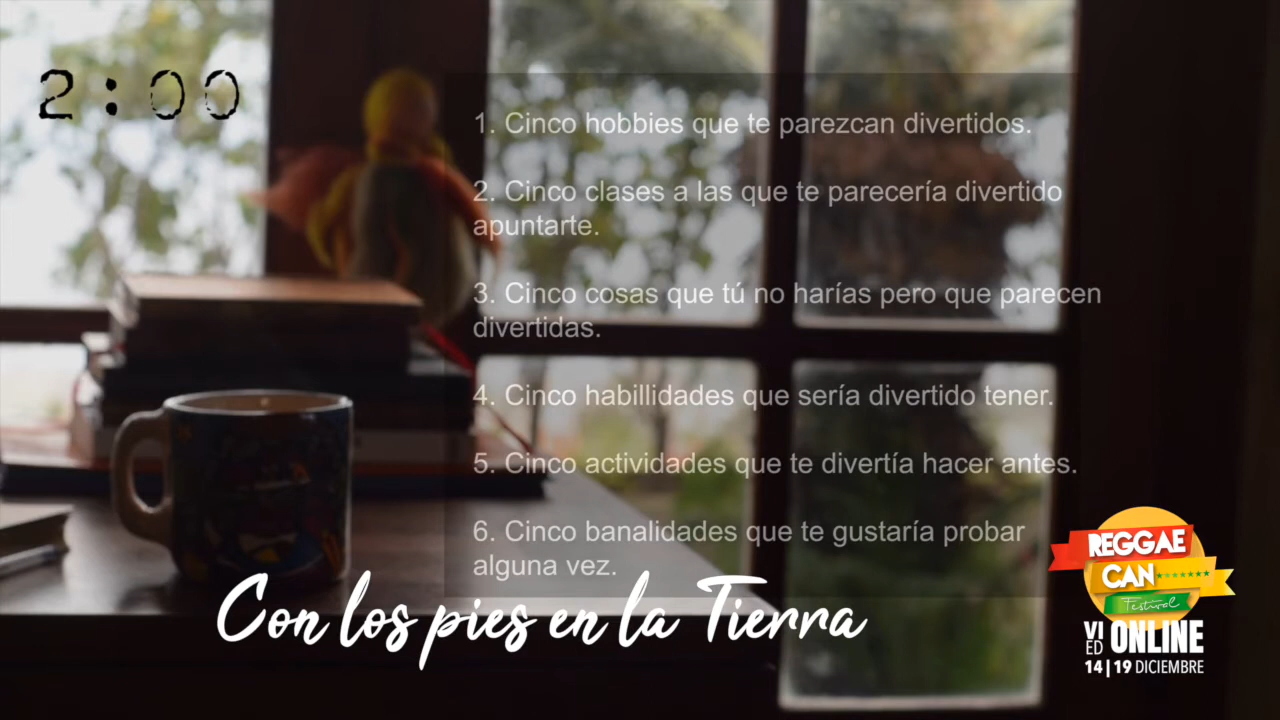 2:00
1. Cinco hobbies que te parezcan divertidos.
2. Cinco clases a las que te parecería divertido
apuntarte.
3. Cinco cosas que tú no harías pero que parecen
divertidas.
4. Cinco habillidades que sería divertido tener.
5. Cinco actividades que te divertía hacer antes.
6. Cinco banalidades que te gustaría probar
alguna vez.
Con los pies en la Tierra
REGGAE
CAN
Festival
VI ED ONLINE
14|19 DICIEMBRE